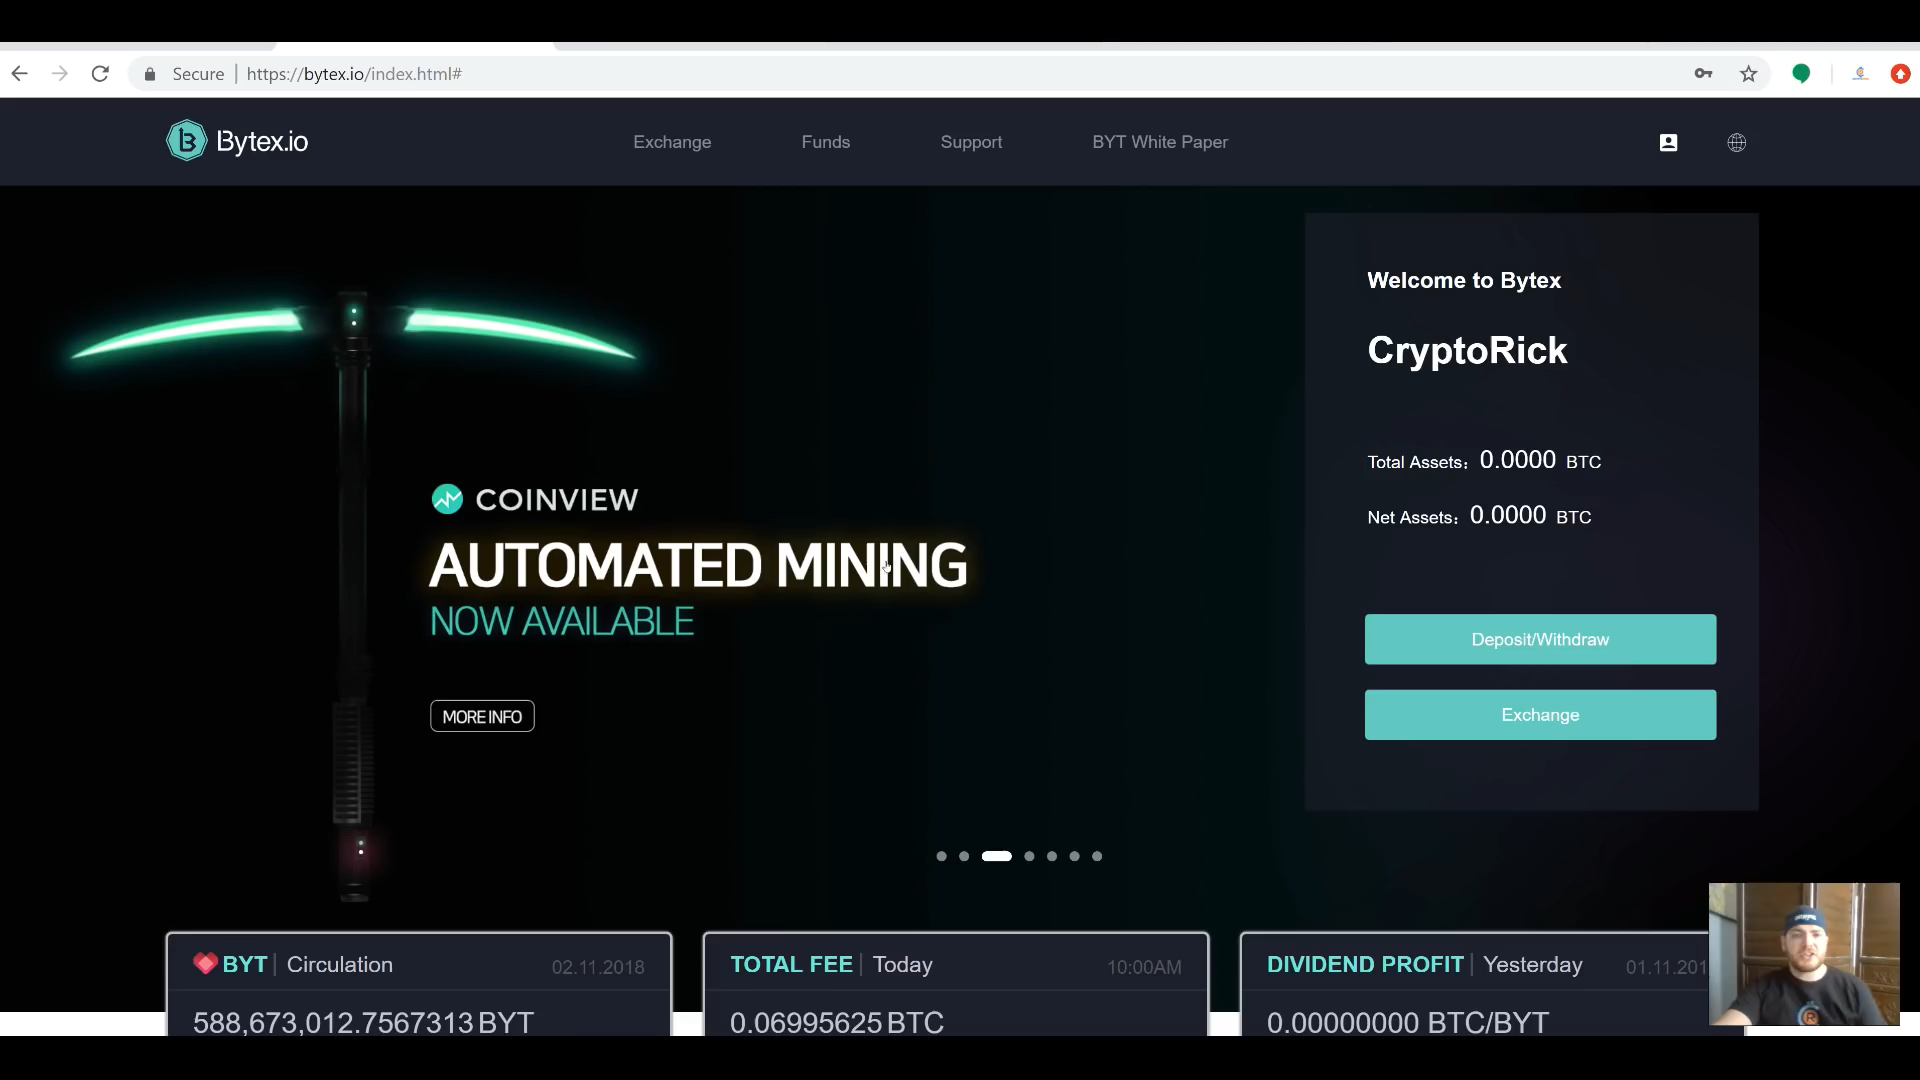 Secure
https://bytex.io/index.html#
Bytex.io
Exchange
Funds
Support
BYT White Paper
Welcome to Bytex
CryptoRick
Total Assets: 0.0000 BTC
Net Assets: 0.0000 BTC
COINVIEW
AUTOMATED MINING
NOW AVAILABLE
MORE INFO
Deposit/Withdraw
Exchange
BYT | Circulation 02.11.2018
588,673,012.7567313 BYT
TOTAL FEE | Today 10:00AM
0.06995625 BTC
DIVIDEND PROFIT | Yesterday 01.11.201
0.00000000 BTC/BYT